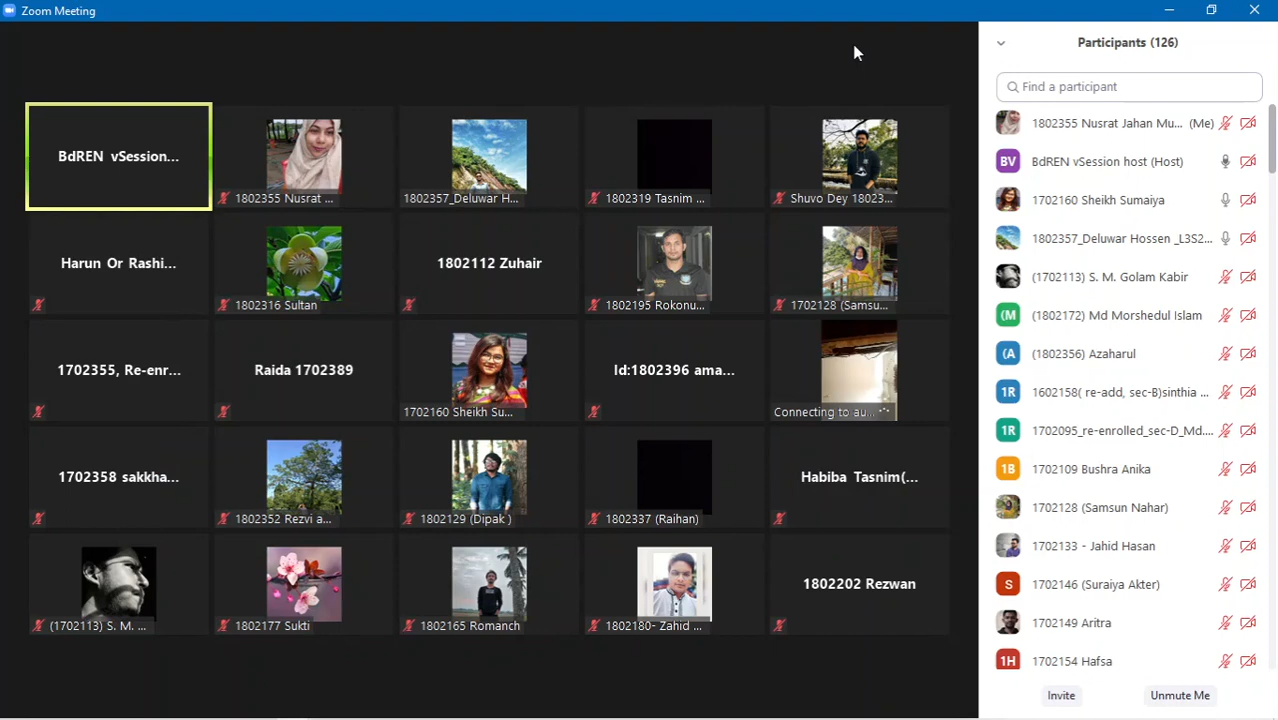 Zoom Meeting
BdREN vSession...
1802355 Nusrat ...
1802357_Deluwar H...
1802319 Tasnim ...
Shuvo Dey 18023...
Harun Or Rashi...
1802316 Sultan
1802112 Zuhair
1802195 Rokonu...
1702128 (Samsu...
1702355, Re-enr...
Raida 1702389
1702160 Sheikh Su...
Id:1802396 ama...
Connecting to au...
1702358 sakkha...
1802352 Rezvi a...
1802129 (Dipak )
1802337 (Raihan)
Habiba Tasnim(...
(1702113) S. M. ...
1802177 Sukti
1802165 Romanch
1802180- Zahid ...
1802202 Rezwan
Participants (126)
Find a participant
1802355 Nusrat Jahan Mu... (Me)
BV BdREN vSession host (Host)
1702160 Sheikh Sumaiya
1802357_Deluwar Hossen _L3S2...
(1702113) S. M. Golam Kabir
(M (1802172) Md Morshedul Islam
(A (1802356) Azaharul
1R 1602158( re-add, sec-B)sinthia ...
1R 1702095_re-enrolled_sec-D_Md....
1B 1702109 Bushra Anika
1702128 (Samsun Nahar)
1702133 - Jahid Hasan
S 1702146 (Suraiya Akter)
1702149 Aritra
1H 1702154 Hafsa
Invite Unmute Me